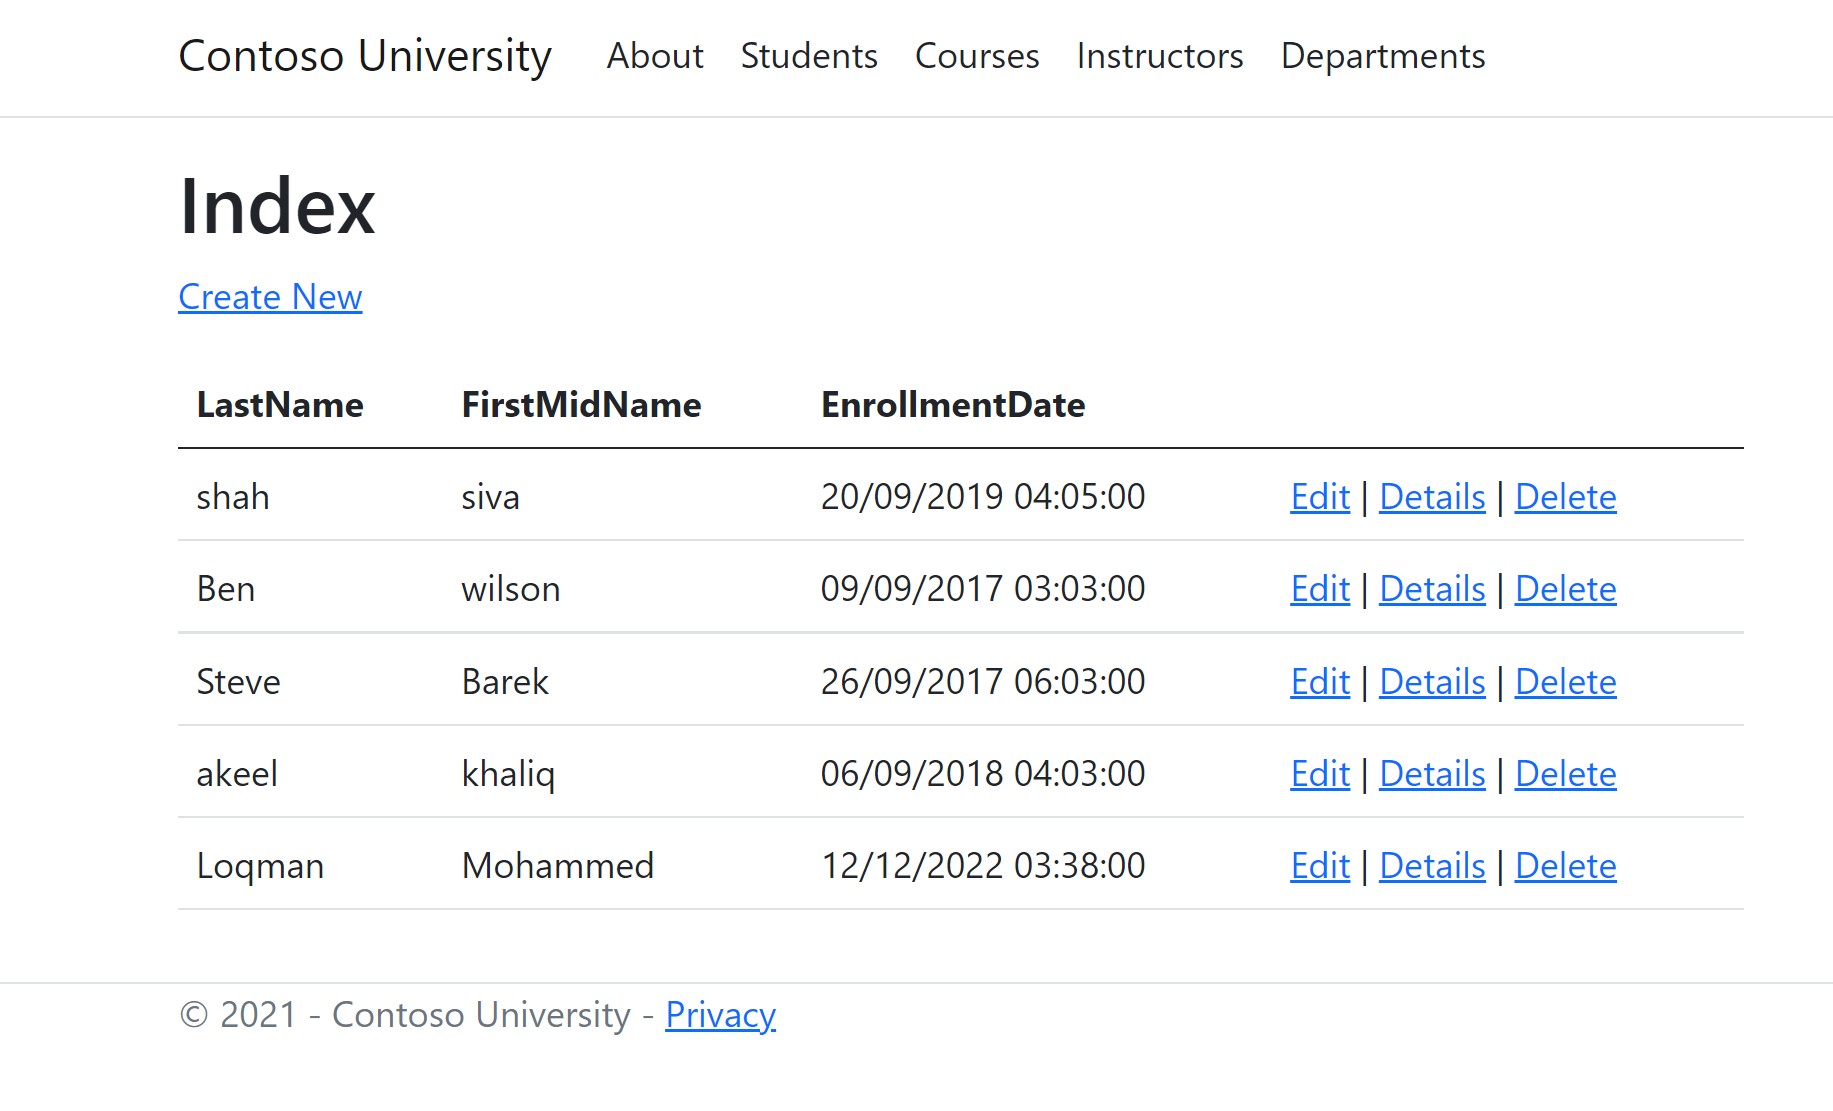 Contoso University About Students Courses Instructors Departments
Index
Create New
LastName FirstMidName EnrollmentDate
shah siva 20/09/2019 04:05:00 Edit | Details | Delete
Ben wilson 09/09/2017 03:03:00 Edit | Details | Delete
Steve Barek 26/09/2017 06:03:00 Edit | Details | Delete
akeel khaliq 06/09/2018 04:03:00 Edit | Details | Delete
Loqman Mohammed 12/12/2022 03:38:00 Edit | Details | Delete
© 2021 - Contoso University - Privacy